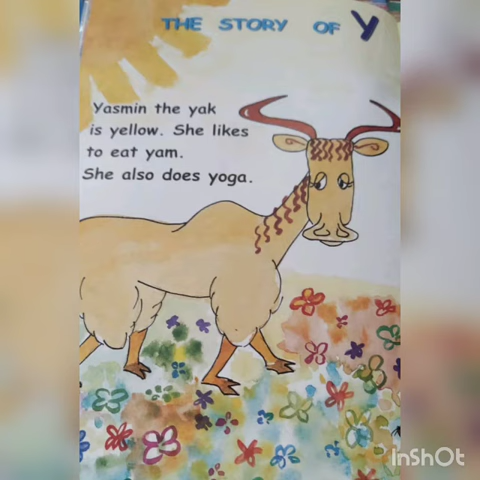 THE STORY OF Y
Yasmin the yak
is yellow. She likes
to eat yam.
She also does yoga.
InShOt